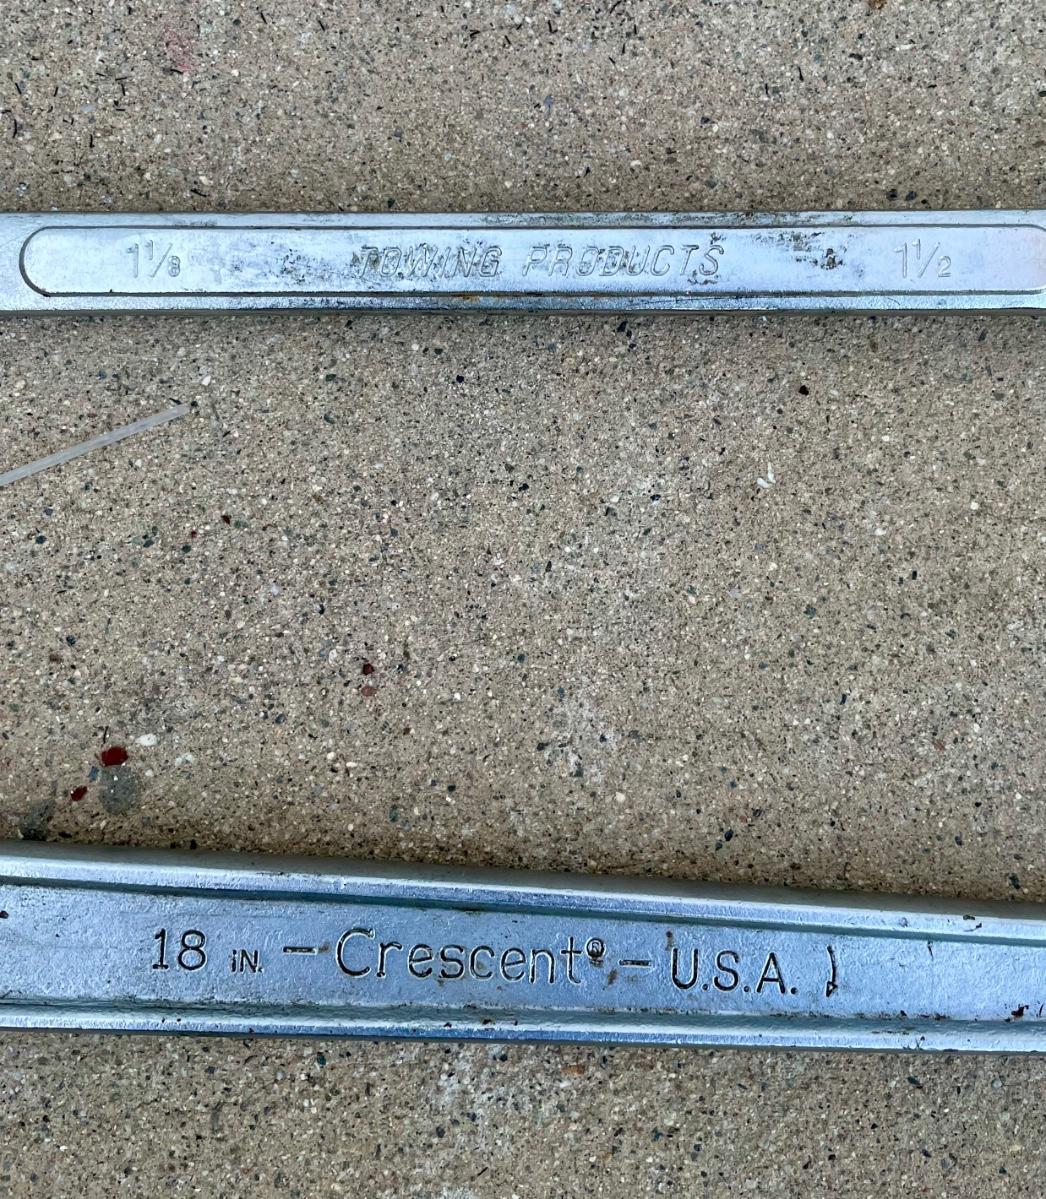 1 1/8 TOWING PRODUCTS 1 1/2
18 IN. – Crescent® – U.S.A.